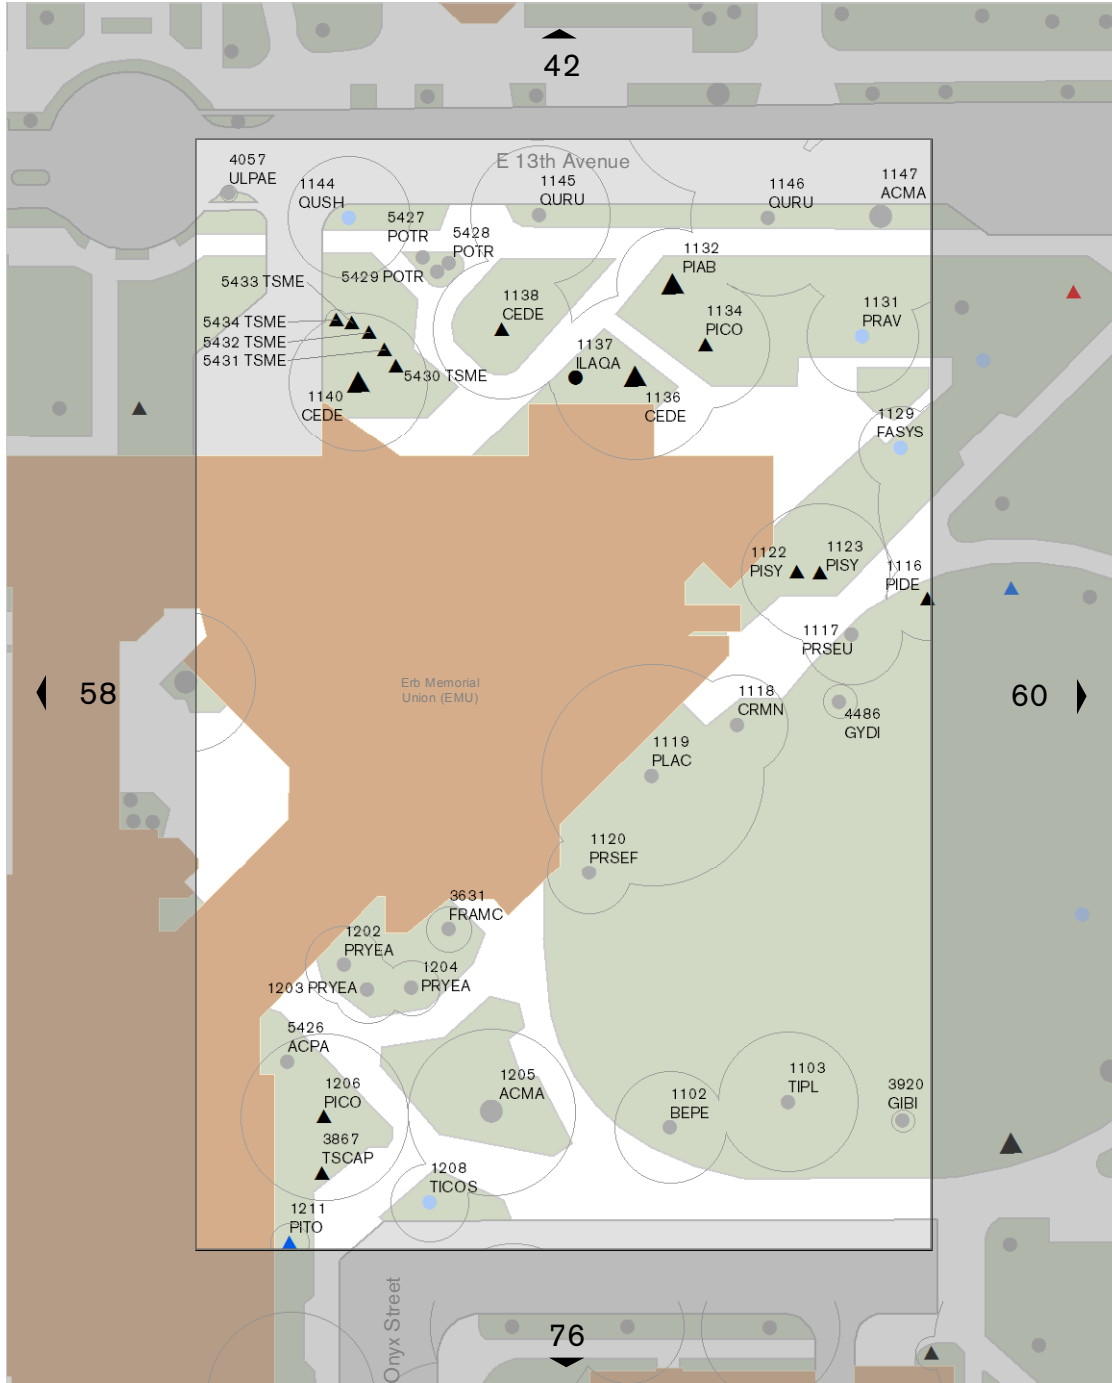 42
E 13th Avenue
4057
ULPAE
1144
QUSH
1145
QURU
1146
QURU
1147
ACMA
5427
POTR
5428
POTR
5429 POTR
1132
PIAB
5433 TSME
1138
CEDE
1134
PICO
1131
PRAV
5434 TSME
5432 TSME
5431 TSME
5430 TSME
1137
ILAQA
1140
CEDE
1136
CEDE
1129
FASYS
1122
PISY
1123
PISY
1116
PIDE
1117
PRSEU
58
Erb Memorial
Union (EMU)
1118
CRMN
4486
GYDI
60
1119
PLAC
1120
PRSEF
3631
FRAMC
1202
PRYEA
1203 PRYEA
1204
PRYEA
5426
ACPA
1206
PICO
1205
ACMA
1102
BEPE
1103
TIPL
3920
GIBI
3867
TSCAP
1208
TICOS
1211
PITO
Onyx Street
76